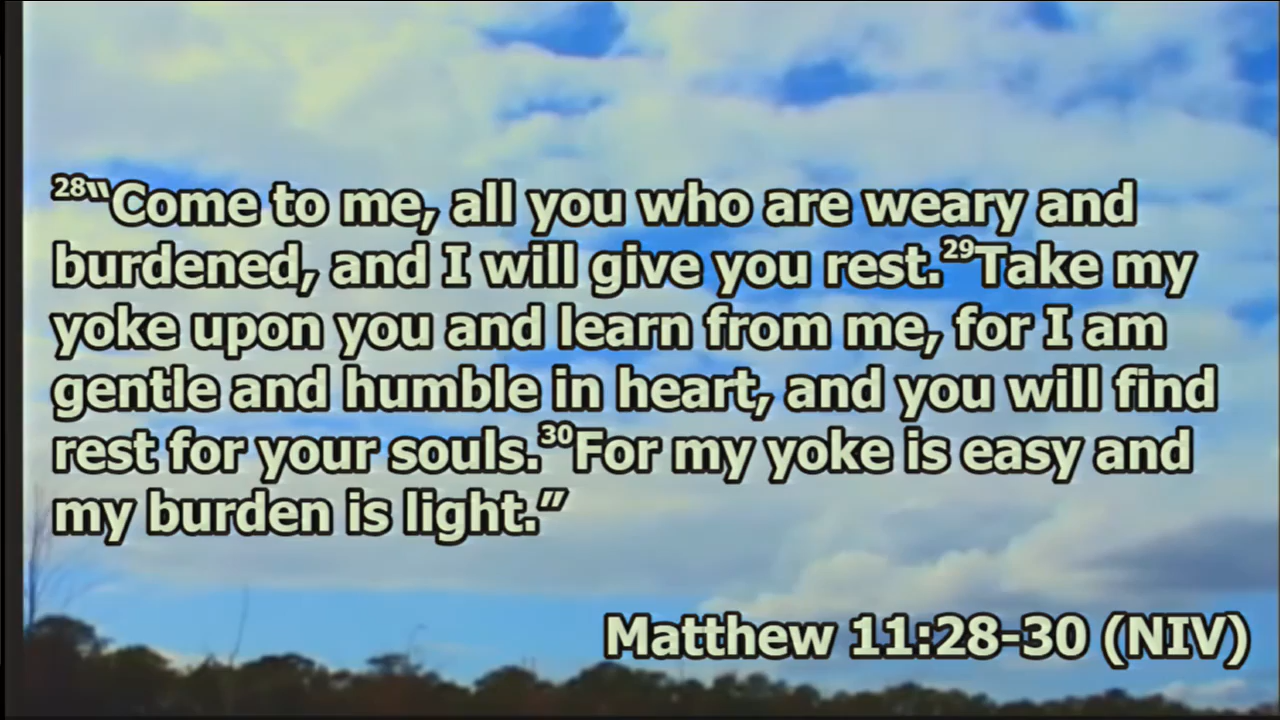 28“Come to me, all you who are weary and
burdened, and I will give you rest.29Take my
yoke upon you and learn from me, for I am
gentle and humble in heart, and you will find
rest for your souls.30For my yoke is easy and
my burden is light.”
Matthew 11:28-30 (NIV)